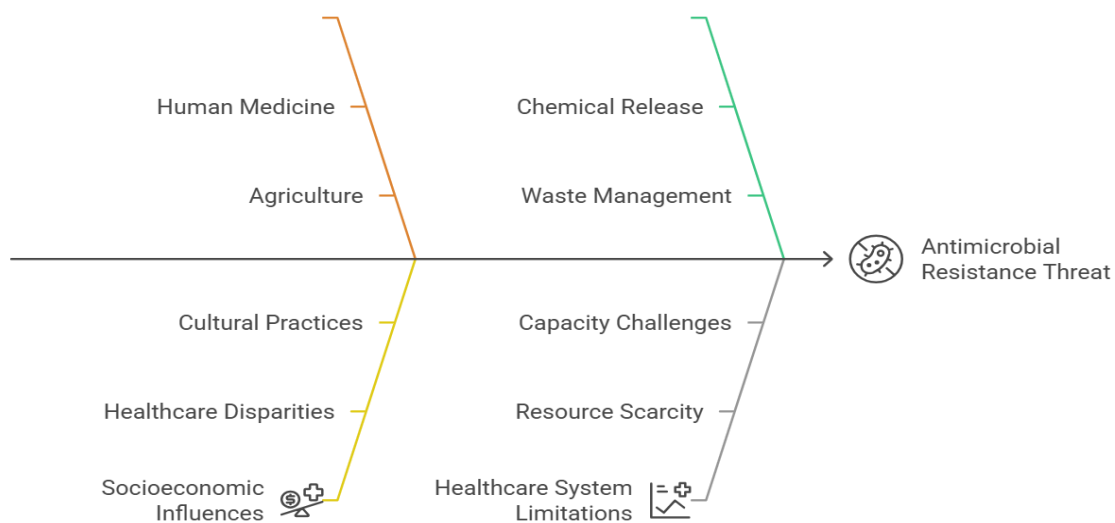 Human Medicine
Chemical Release
Agriculture
Waste Management
Antimicrobial
Resistance Threat
Cultural Practices
Capacity Challenges
Healthcare Disparities
Resource Scarcity
Socioeconomic
Influences
Healthcare System
Limitations